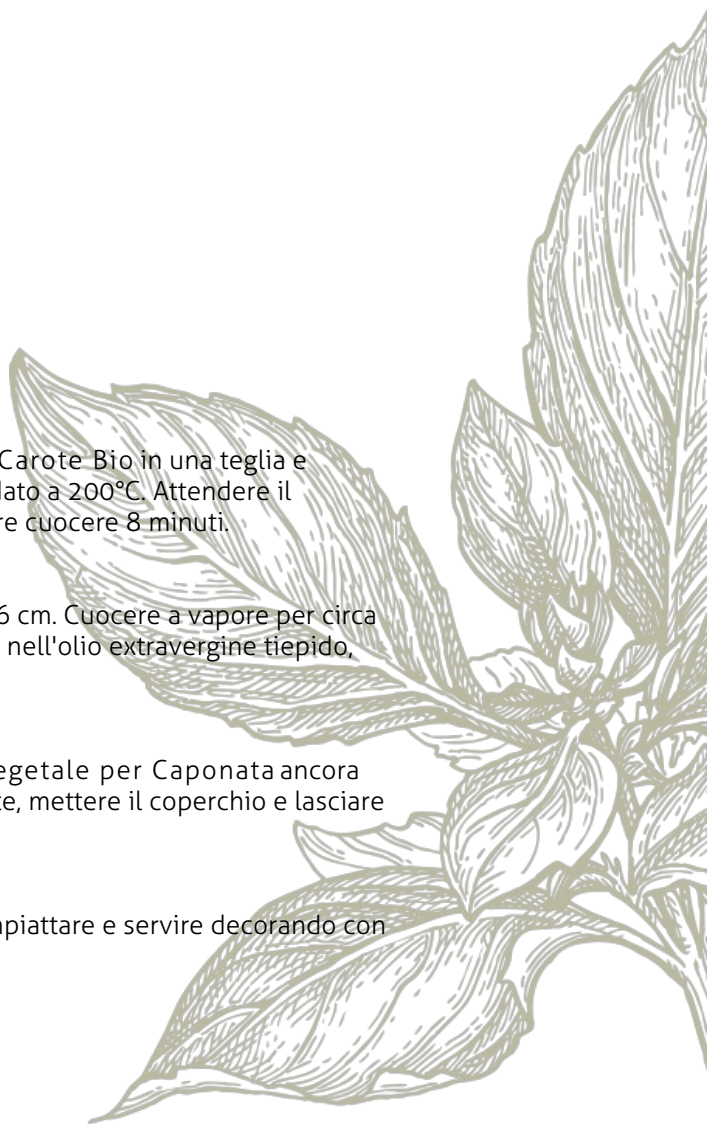 Carote Bio in una teglia e
dato a 200°C. Attendere il
re cuocere 8 minuti.
6 cm. Cuocere a vapore per circa
nell'olio extravergine tiepido,
egetale per Caponata ancora
te, mettere il coperchio e lasciare
piattare e servire decorando con